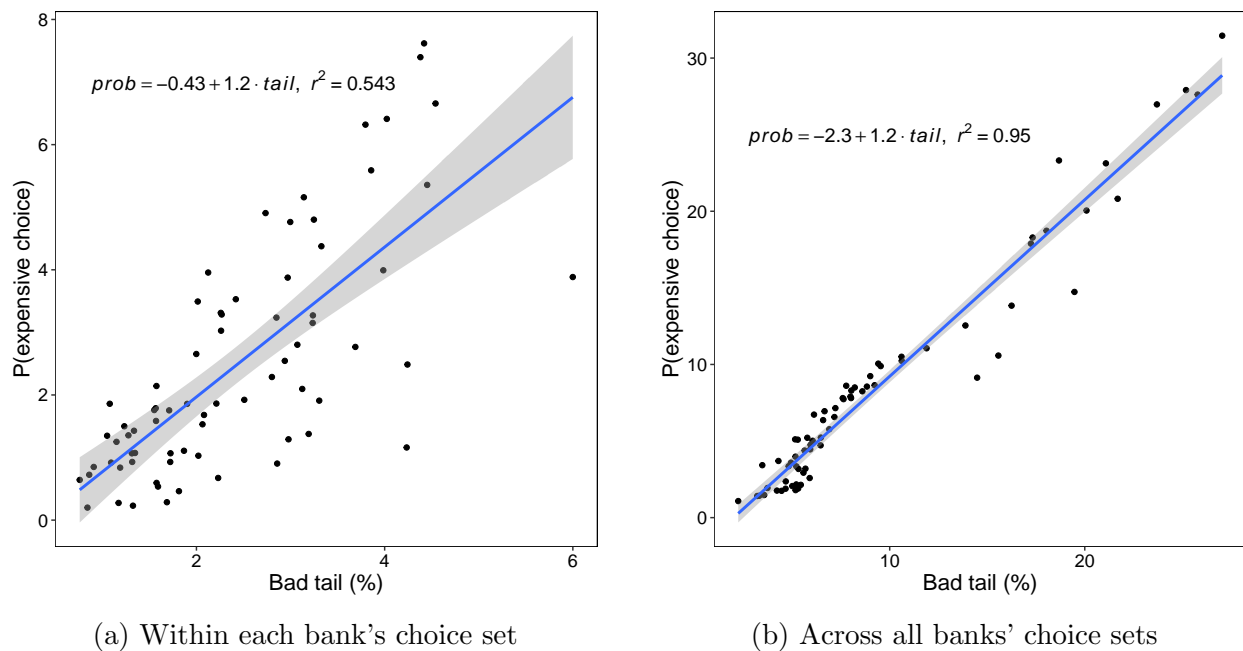 8
6
4
2
0
P(expensive choice)
prob = −0.43 + 1.2 · tail, r² = 0.543
2
4
6
Bad tail (%)
(a) Within each bank's choice set
30
20
10
0
P(expensive choice)
prob = −2.3 + 1.2 · tail, r² = 0.95
10
20
Bad tail (%)
(b) Across all banks' choice sets